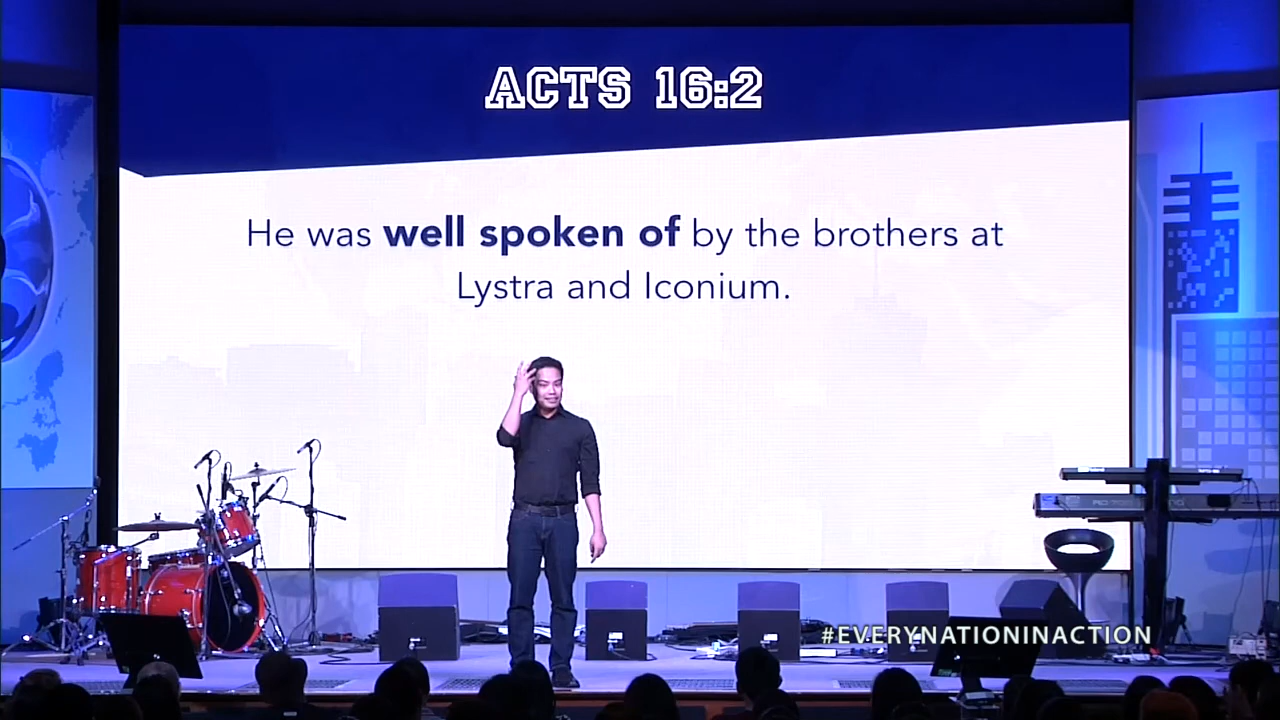 ACTS 16:2
He was well spoken of by the brothers at
Lystra and Iconium.
#EVERYNATIONINACTION